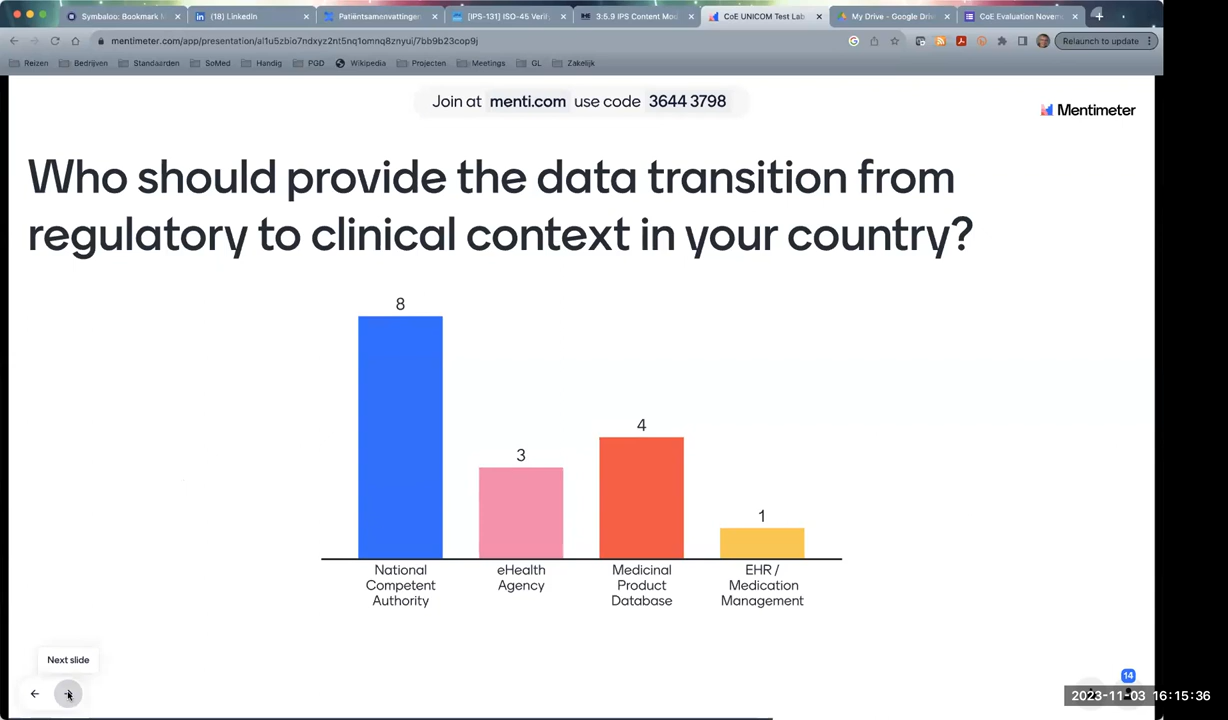 Symbaloo: Bookmark
(18) LinkedIn
Patiëntsamenvattingen
[IPS-131] ISO-45 Verif
3:5.9 IPS Content Mod
CoE UNICOM Test Lab
My Drive - Google Drive
CoE Evaluation Novem
mentimeter.com/app/presentation/al1u5zbio7ndxyz2nt5nq1omnq8znyui/7bb9b23cop9j
Relaunch to update
Reizen Bedrijven Standaarden SoMed Handig PGD Wikipedia Projecten Meetings GL Zakelijk
Join at menti.com use code 3644 3798
Mentimeter
Who should provide the data transition from
regulatory to clinical context in your country?
8
3
4
1
National
Competent
Authority
eHealth
Agency
Medicinal
Product
Database
EHR /
Medication
Management
Next slide
14
2023-11-03 16:15:36